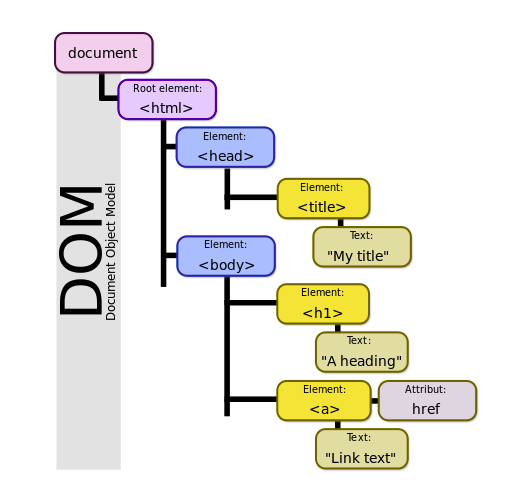 document
Root element:
<html>
Element:
<head>
Element:
<title>
Text:
"My title"
Element:
<body>
Element:
<h1>
Text:
"A heading"
Element:
<a>
Attribut:
href
Text:
"Link text"
DOM
Document Object Model